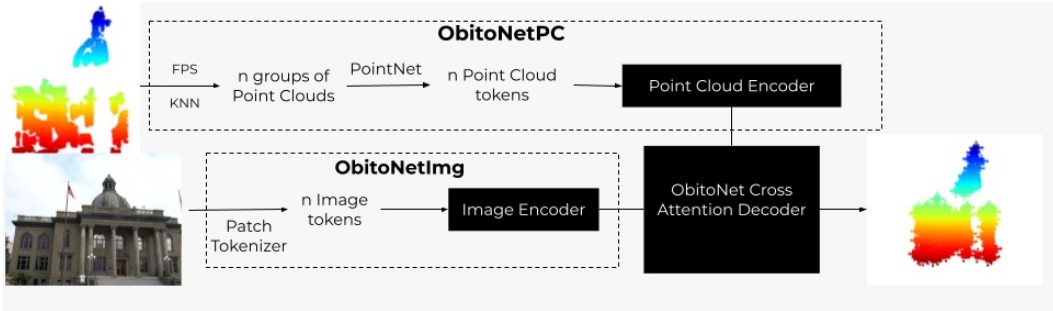 ObitoNetPC
FPS
KNN
n groups of
Point Clouds
PointNet
n Point Cloud
tokens
Point Cloud Encoder
ObitoNetImg
Patch
Tokenizer
n Image
tokens
Image Encoder
ObitoNet Cross
Attention Decoder